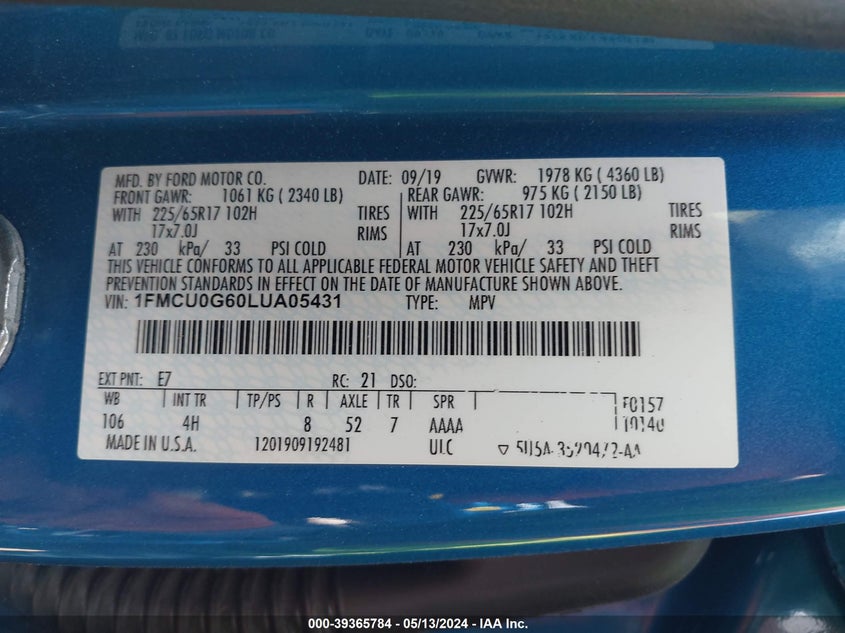 MFD. BY FORD MOTOR CO. DATE: 09/19 GVWR: 1978 KG ( 4360 LB)
FRONT GAWR: 1061 KG ( 2340 LB) REAR GAWR: 975 KG ( 2150 LB)
WITH 225/65R17 102H TIRES WITH 225/65R17 102H TIRES
17x7.0J RIMS 17x7.0J RIMS
AT 230 kPa/ 33 PSI COLD AT 230 kPa/ 33 PSI COLD
THIS VEHICLE CONFORMS TO ALL APPLICABLE FEDERAL MOTOR VEHICLE SAFETY AND THEFT
PREVENTION STANDARDS IN EFFECT ON THE DATE OF MANUFACTURE SHOWN ABOVE.
VIN: 1FMCU0G60LUA05431 TYPE: MPV
EXT PNT: E7 RC: 21 DSO:
WB INT TR TP/PS R AXLE TR SPR F0157
106 4H 8 52 7 AAAA
MADE IN U.S.A. 1201909192481 ULC
000-39365784 - 05/13/2024 - IAA Inc.